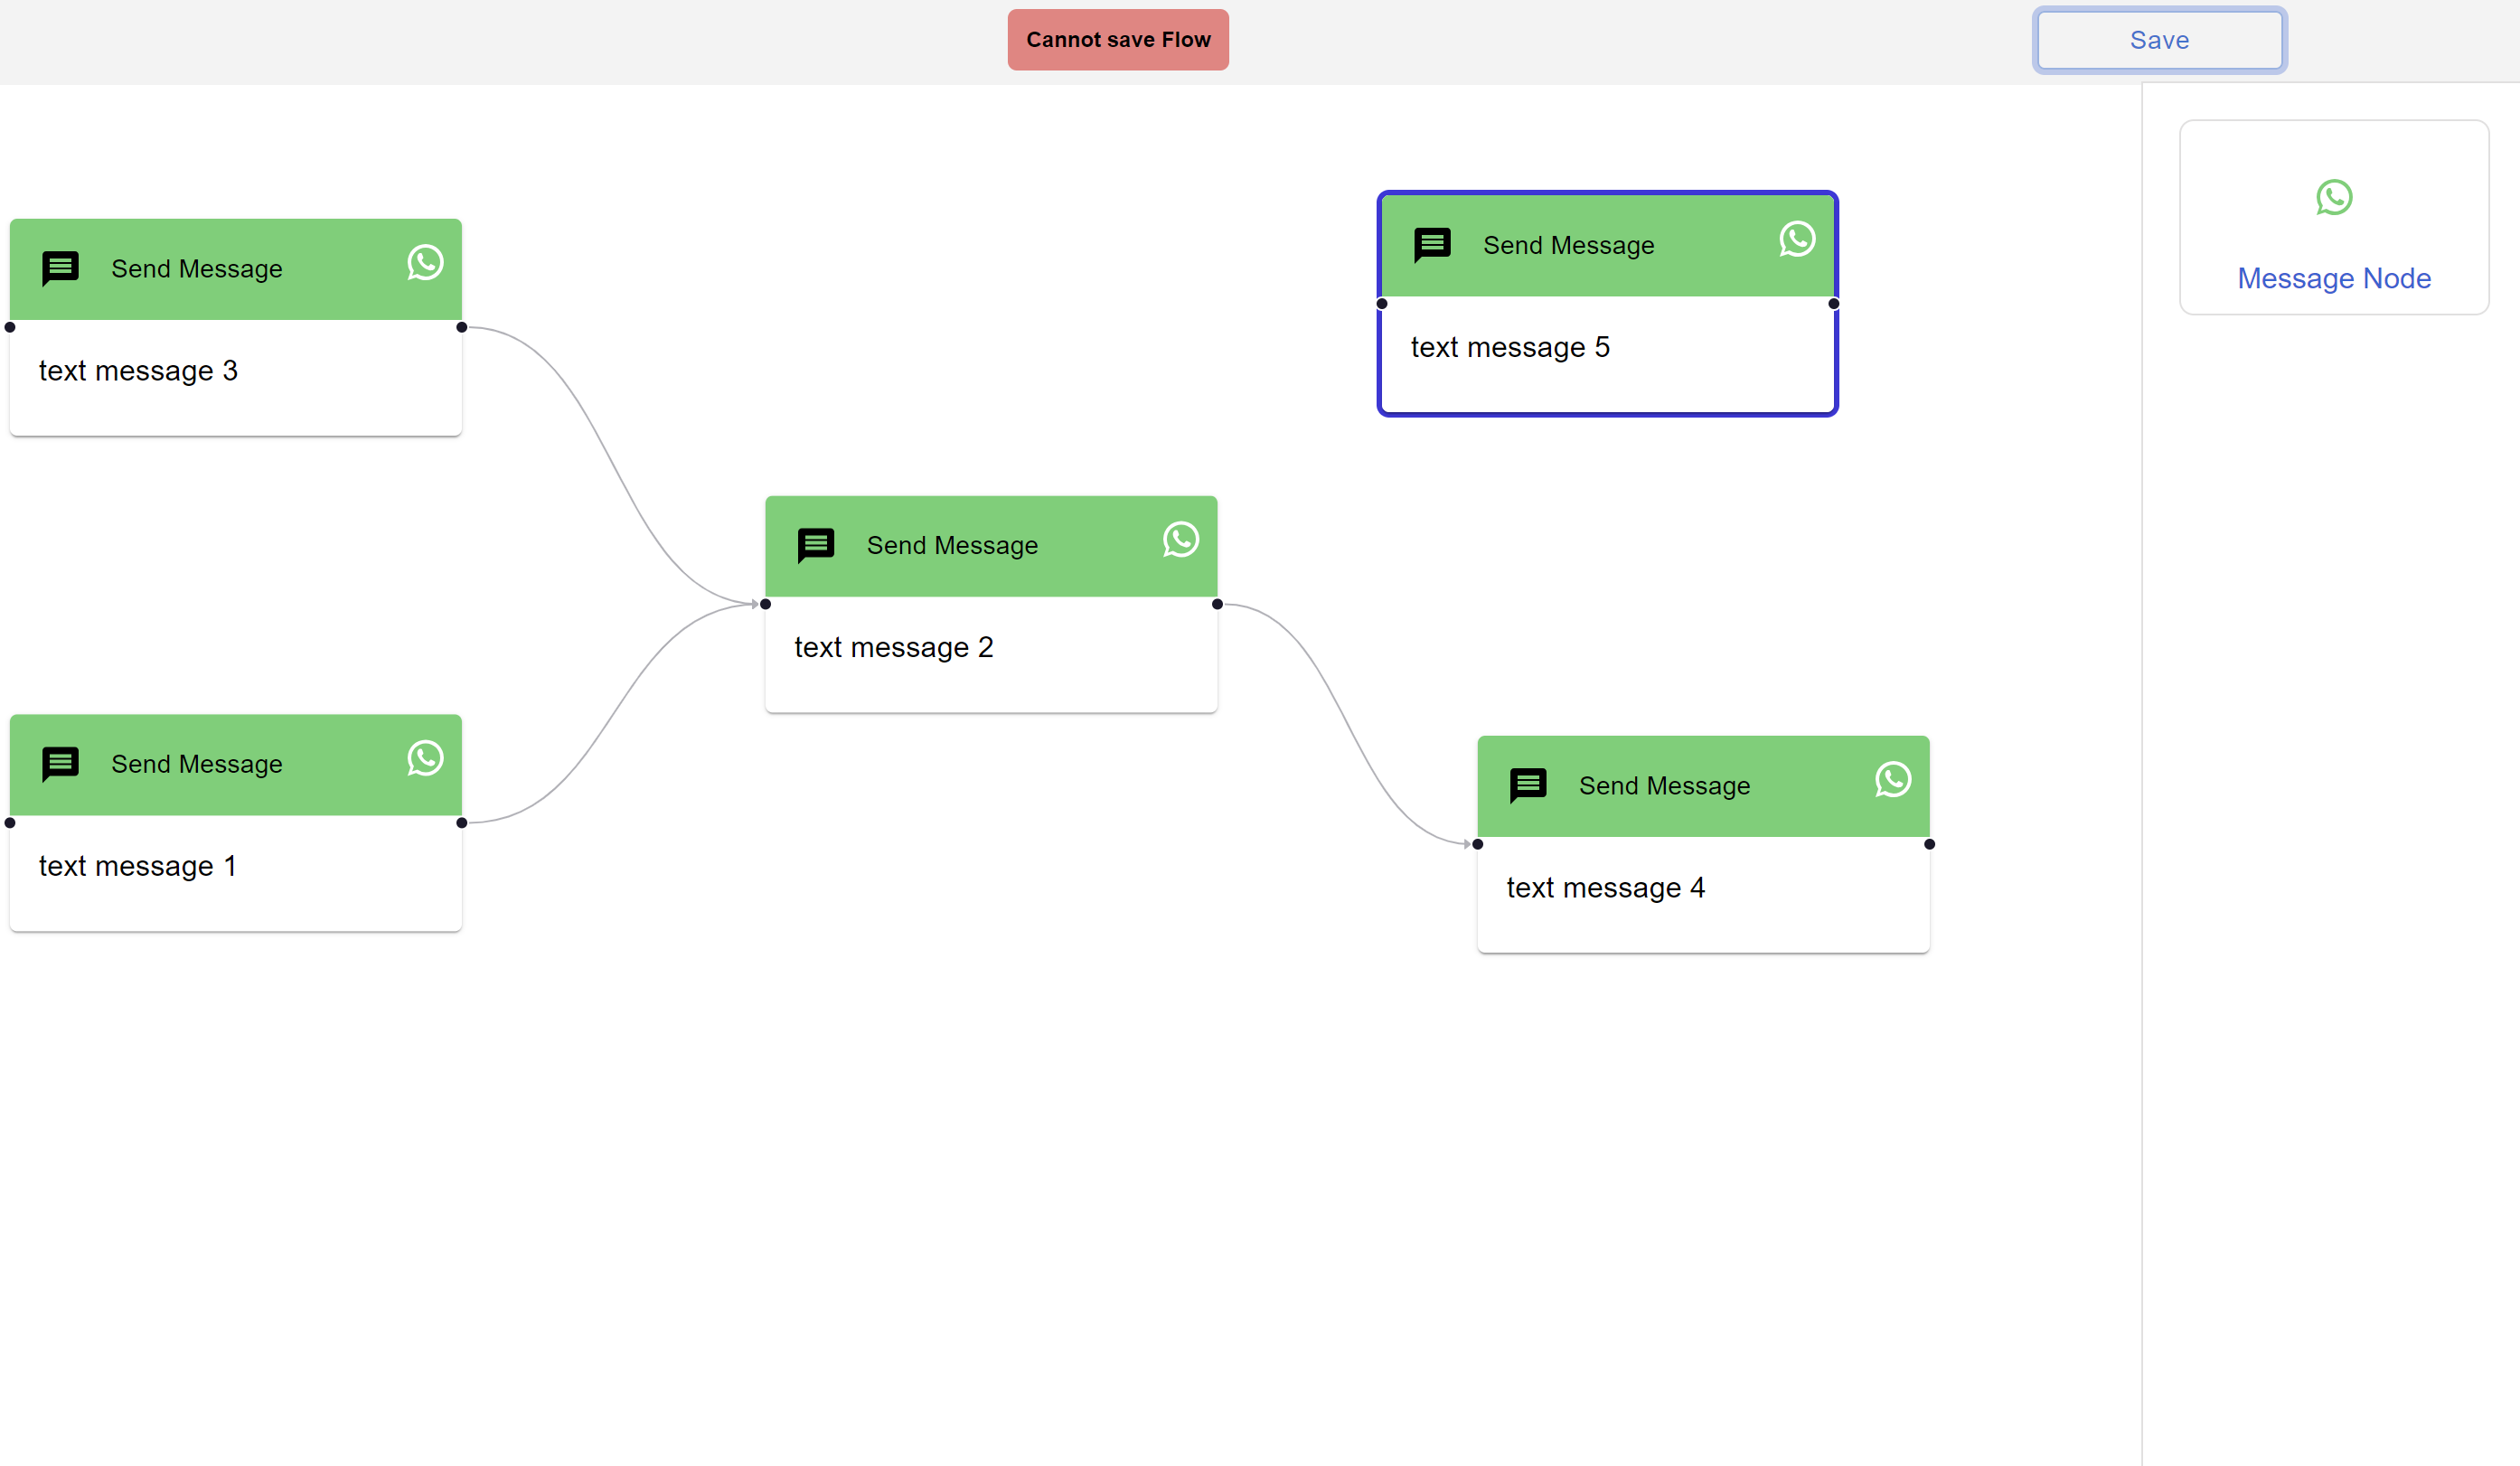 Cannot save Flow
Save
Send Message
text message 3
Send Message
text message 5
Message Node
Send Message
text message 2
Send Message
text message 1
Send Message
text message 4